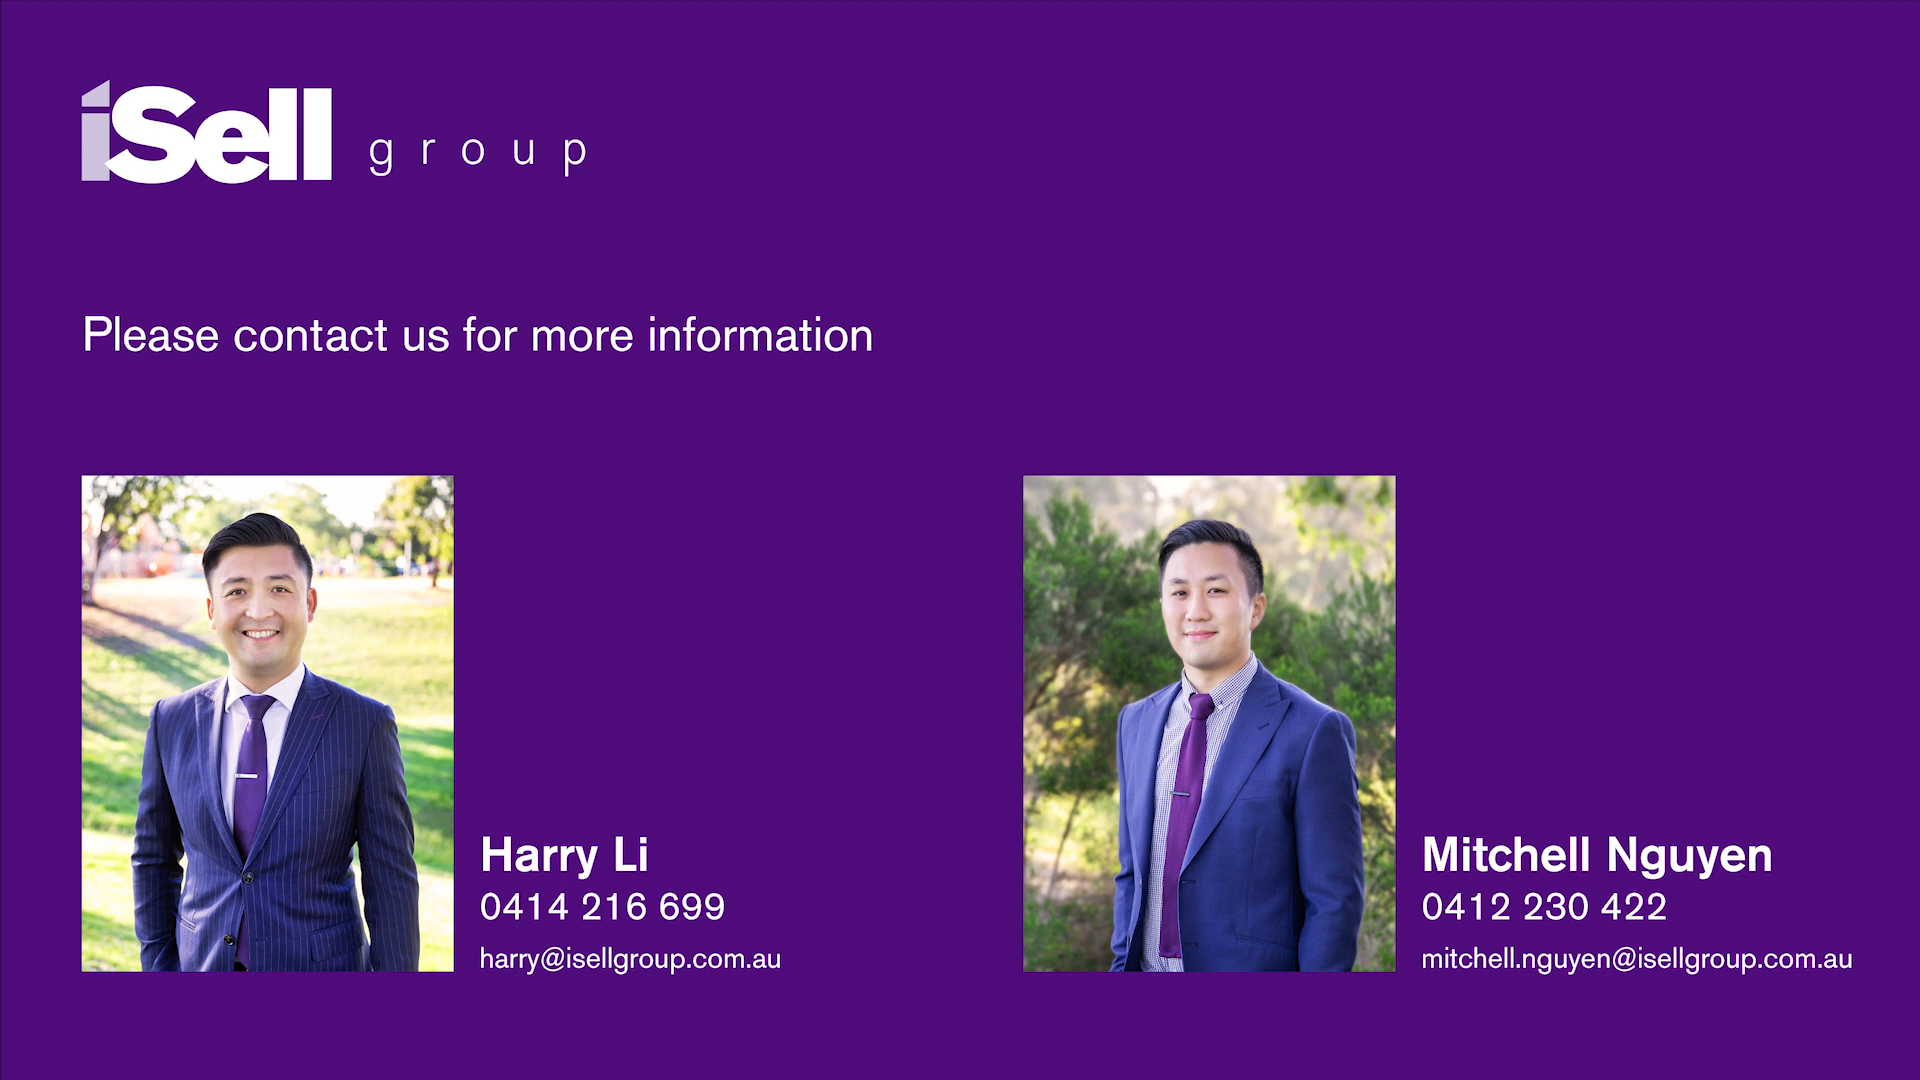 iSell group
Please contact us for more information
Harry Li
0414 216 699
harry@isellgroup.com.au
Mitchell Nguyen
0412 230 422
mitchell.nguyen@isellgroup.com.au